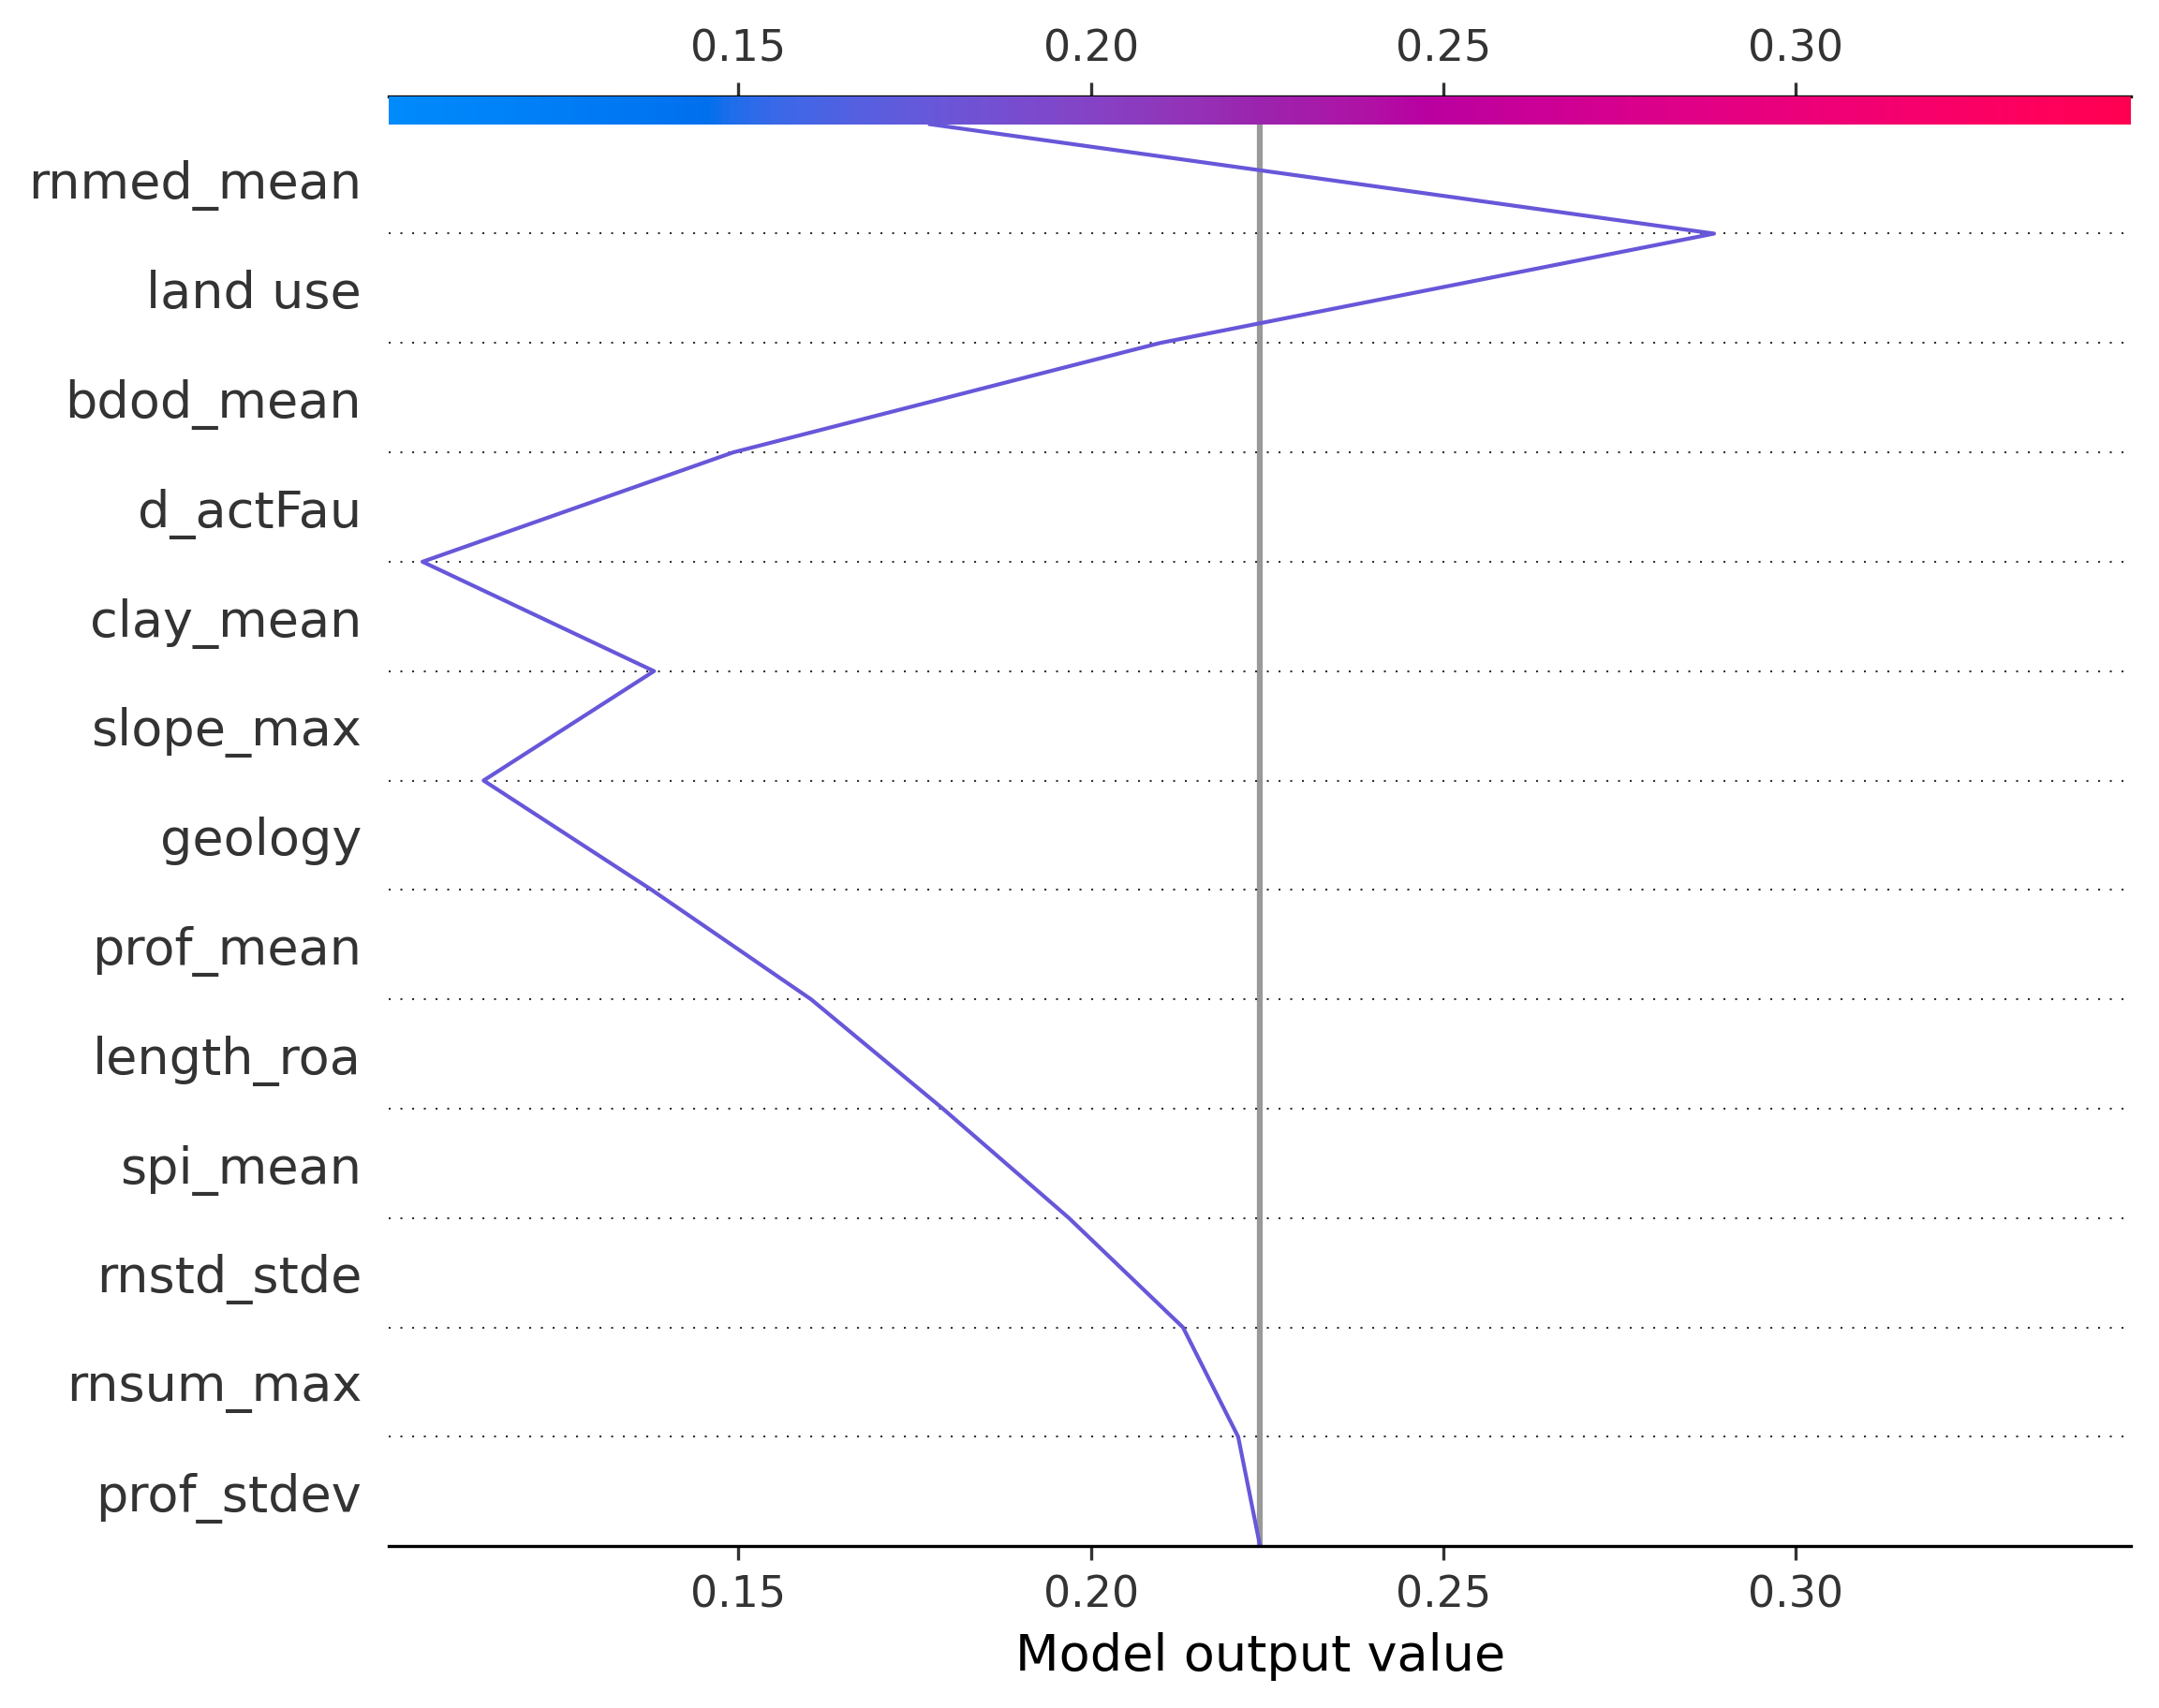 0.15 0.20 0.25 0.30
rnmed_mean
land use
bdod_mean
d_actFau
clay_mean
slope_max
geology
prof_mean
length_roa
spi_mean
rnstd_stde
rnsum_max
prof_stdev
0.15 0.20 0.25 0.30
Model output value